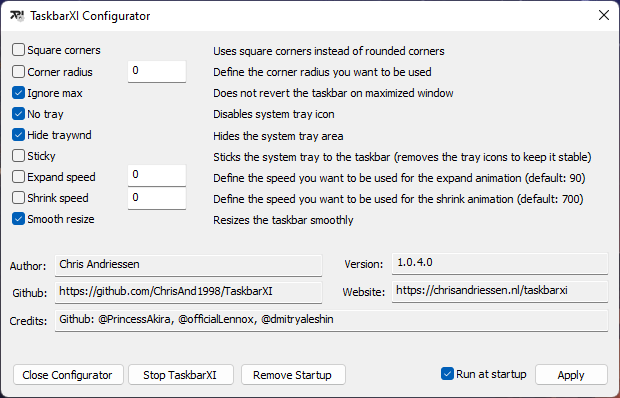 TaskbarXI Configurator
Square corners Uses square corners instead of rounded corners
Corner radius 0 Define the corner radius you want to be used
Ignore max Does not revert the taskbar on maximized window
No tray Disables system tray icon
Hide traywnd Hides the system tray area
Sticky Sticks the system tray to the taskbar (removes the tray icons to keep it stable)
Expand speed 0 Define the speed you want to be used for the expand animation (default: 90)
Shrink speed 0 Define the speed you want to be used for the shrink animation (default: 700)
Smooth resize Resizes the taskbar smoothly
Author: Chris Andriessen Version: 1.0.4.0
Github: https://github.com/ChrisAnd1998/TaskbarXI Website: https://chrisandriessen.nl/taskbarxi
Credits: Github: @PrincessAkira, @officialLennox, @dmitryaleshin
Close Configurator Stop TaskbarXI Remove Startup Run at startup Apply